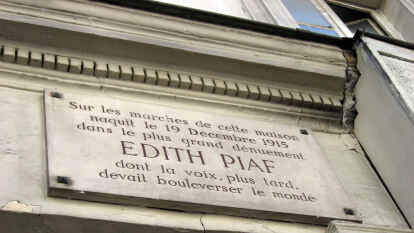 Sur les marches de cette maison
naquit le 19 Décembre 1915
dans le plus grand dénuement
EDITH PIAF
dont la voix, plus tard,
devait bouleverser le monde